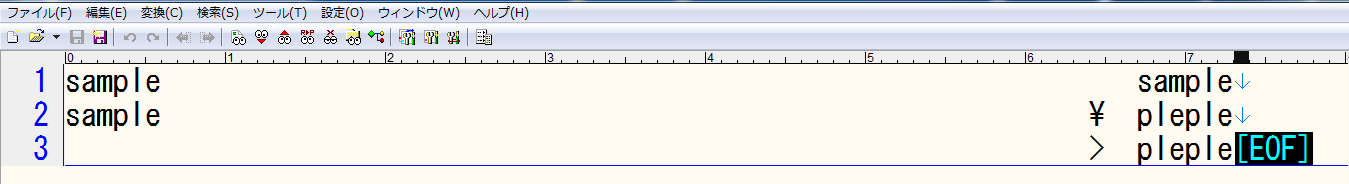 ファイル(F) 編集(E) 変換(C) 検索(S) ツール(T) 設定(O) ウィンドウ(W) ヘルプ(H)
0 1 2 3 4 5 6 7
1 sample sample↓
2 sample ¥ pleple↓
3 > pleple[EOF]